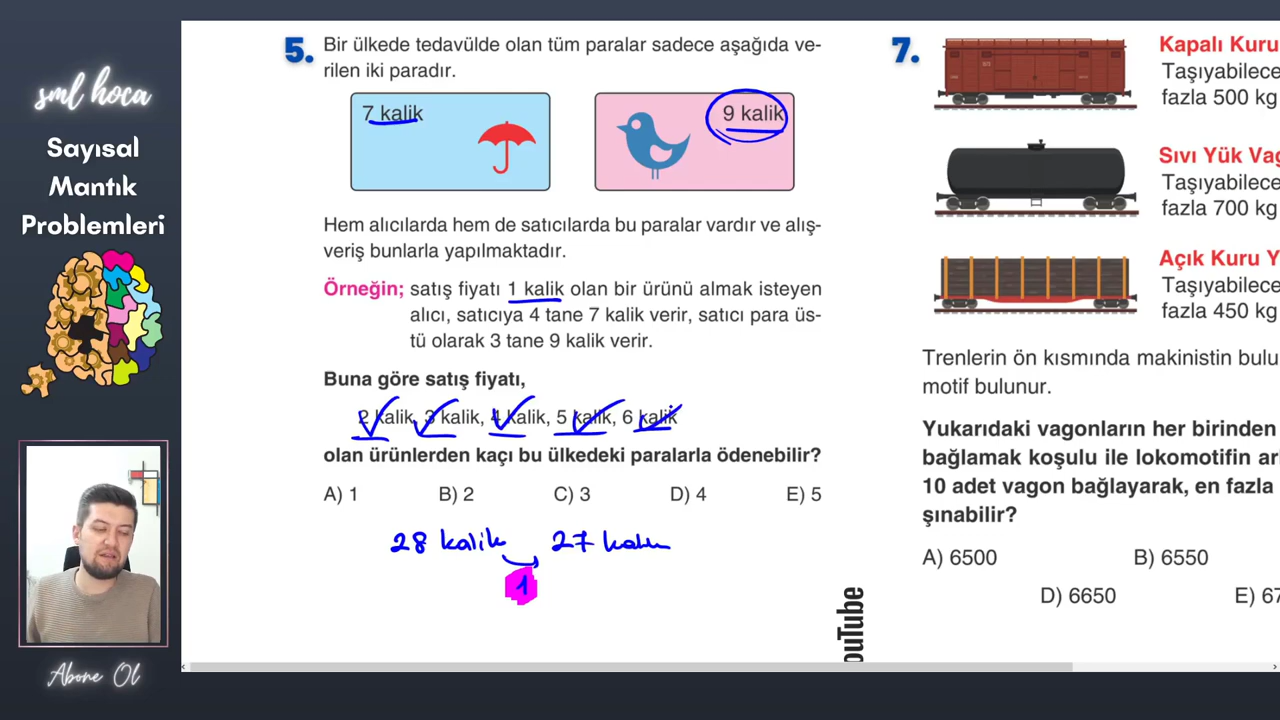 sml hoca
Sayısal
Mantık
Problemleri
Abone Ol
5.
Bir ülkede tedavülde olan tüm paralar sadece aşağıda ve-
rilen iki paradır.
7 kalik
9 kalik
Hem alıcılarda hem de satıcılarda bu paralar vardır ve alış-
veriş bunlarla yapılmaktadır.
Örneğin; satış fiyatı 1 kalik olan bir ürünü almak isteyen
alıcı, satıcıya 4 tane 7 kalik verir, satıcı para üs-
tü olarak 3 tane 9 kalik verir.
Buna göre satış fiyatı,
2 kalik, 3 kalik, 4 kalik, 5 kalik, 6 kalik
olan ürünlerden kaçı bu ülkedeki paralarla ödenebilir?
A) 1 B) 2 C) 3 D) 4 E) 5
28 kalik 27 kalik
1
ouTube
7.
Kapalı Kuru
Taşıyabilece
fazla 500 kg
Sıvı Yük Vag
Taşıyabilece
fazla 700 kg
Açık Kuru Y
Taşıyabilece
fazla 450 kg
Trenlerin ön kısmında makinistin bulu
motif bulunur.
Yukarıdaki vagonların her birinden
bağlamak koşulu ile lokomotifin ar
10 adet vagon bağlayarak, en fazla
şınabilir?
A) 6500 B) 6550
D) 6650 E) 67